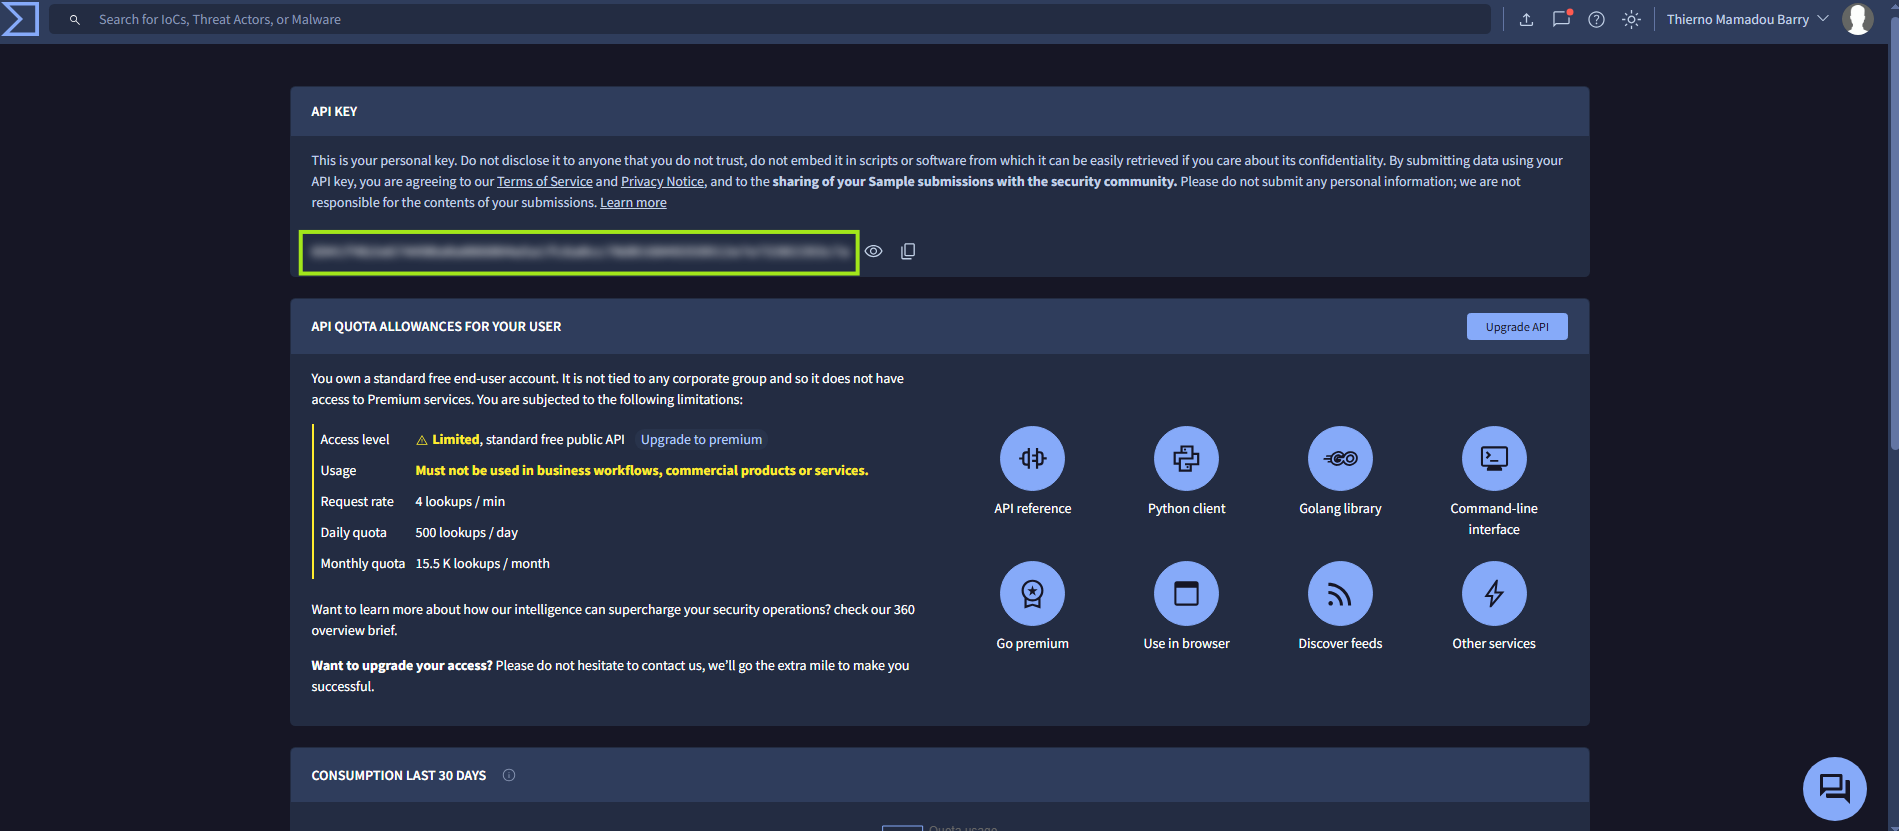 Search for IoCs, Threat Actors, or Malware
Thierno Mamadou Barry
API KEY
This is your personal key. Do not disclose it to anyone that you do not trust, do not embed it in scripts or software from which it can be easily retrieved if you care about its confidentiality. By submitting data using your
API key, you are agreeing to our Terms of Service and Privacy Notice, and to the sharing of your Sample submissions with the security community. Please do not submit any personal information; we are not
responsible for the contents of your submissions. Learn more
API QUOTA ALLOWANCES FOR YOUR USER
Upgrade API
You own a standard free end-user account. It is not tied to any corporate group and so it does not have
access to Premium services. You are subjected to the following limitations:
Access level Limited, standard free public API Upgrade to premium
Usage Must not be used in business workflows, commercial products or services.
Request rate 4 lookups / min
Daily quota 500 lookups / day
Monthly quota 15.5 K lookups / month
Want to learn more about how our intelligence can supercharge your security operations? check our 360
overview brief.
Want to upgrade your access? Please do not hesitate to contact us, we'll go the extra mile to make you
successful.
GO
API reference
Python client
Golang library
Command-line
interface
Go premium
Use in browser
Discover feeds
Other services
CONSUMPTION LAST 30 DAYS
Quota usage